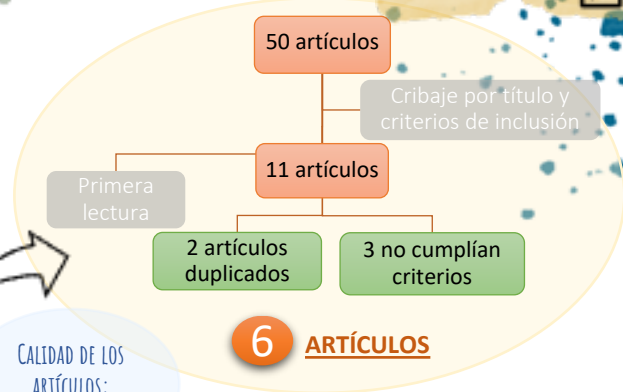 50 artículos
Cribaje por título y
criterios de inclusión
11 artículos
Primera
lectura
2 artículos
duplicados
3 no cumplían
criterios
6 ARTÍCULOS
CALIDAD DE LOS
ARTÍCULOS: